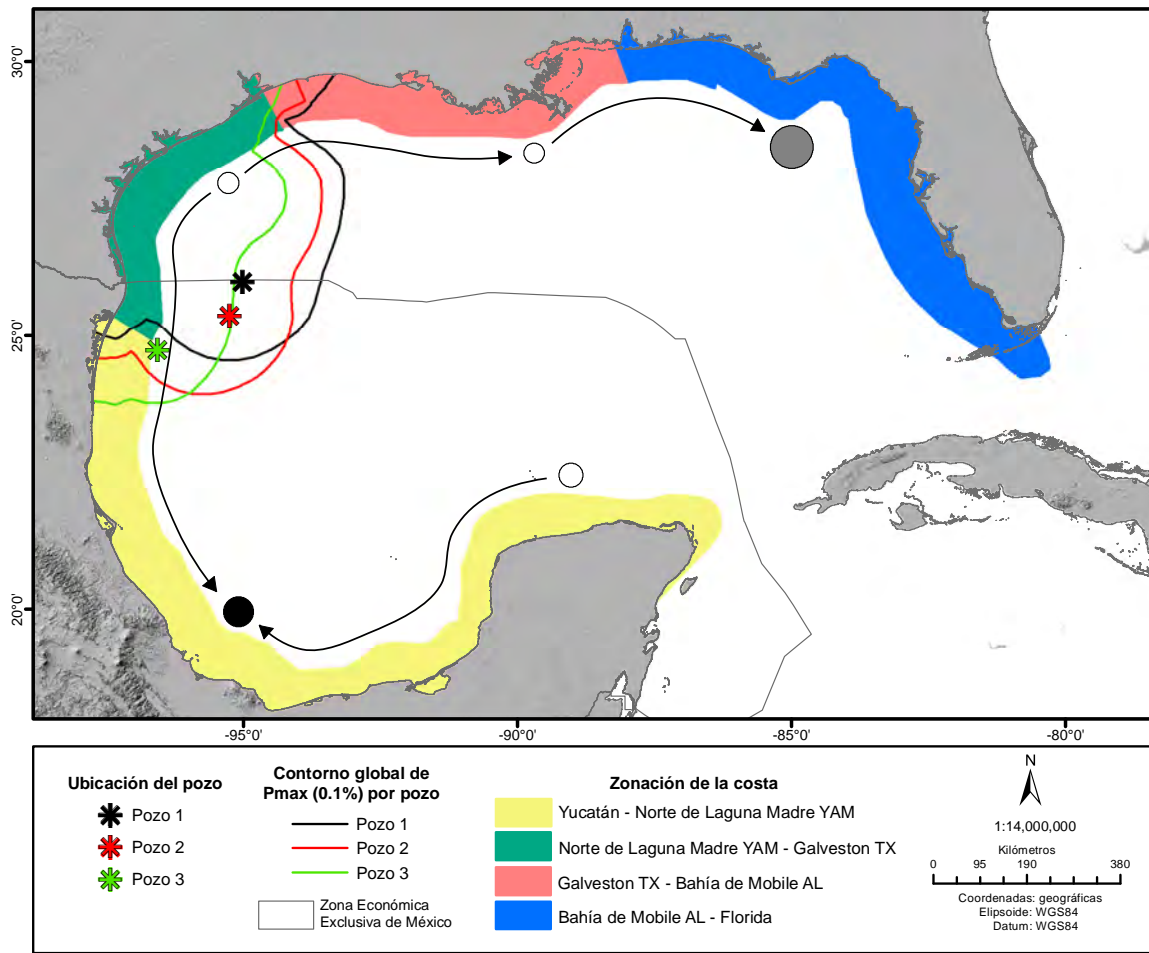 30°0'
25°0'
20°0'
-95°0'
-90°0'
-85°0'
-80°0'
Ubicación del pozo
Pozo 1
Pozo 2
Pozo 3
Contorno global de
Pmax (0.1%) por pozo
Pozo 1
Pozo 2
Pozo 3
Zona Económica
Exclusiva de México
Zonación de la costa
Yucatán - Norte de Laguna Madre YAM
Norte de Laguna Madre YAM - Galveston TX
Galveston TX - Bahía de Mobile AL
Bahía de Mobile AL - Florida
N
1:14,000,000
Kilómetros
0 95 190 380
Coordenadas: geográficas
Elipsoide: WGS84
Datum: WGS84